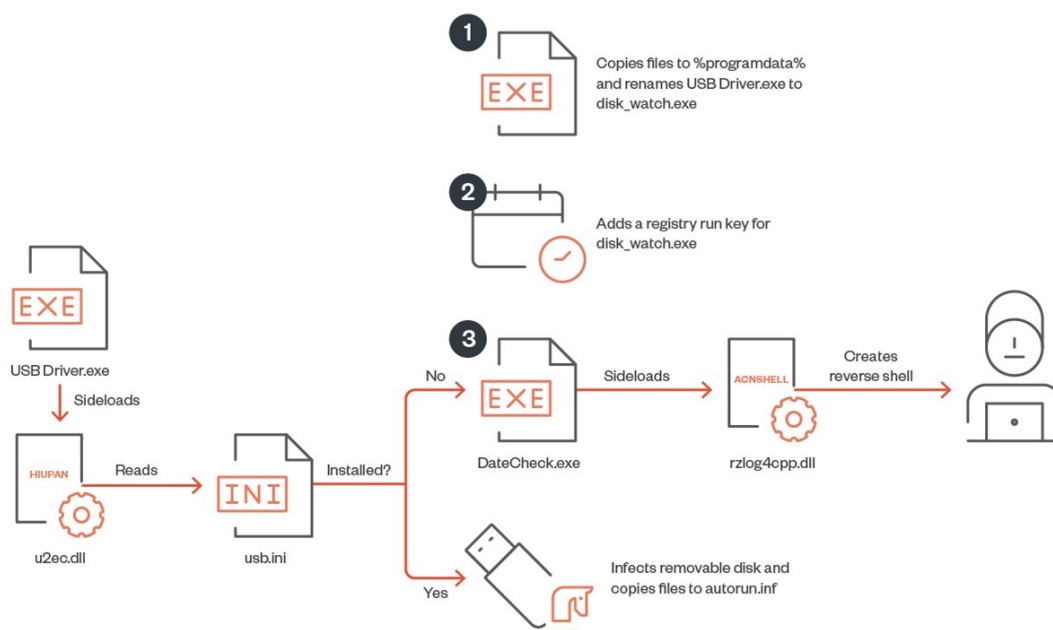 1
EXE
Copies files to %programdata%
and renames USB Driver.exe to
disk_watch.exe
2
Adds a registry run key for
disk_watch.exe
EXE
USB Driver.exe
Sideloads
HIUPAN
u2ec.dll
Reads
INI
usb.ini
Installed?
No
3
EXE
DateCheck.exe
Sideloads
ACNSHELL
rzlog4cpp.dll
Creates
reverse shell
Yes
Infects removable disk and
copies files to autorun.inf